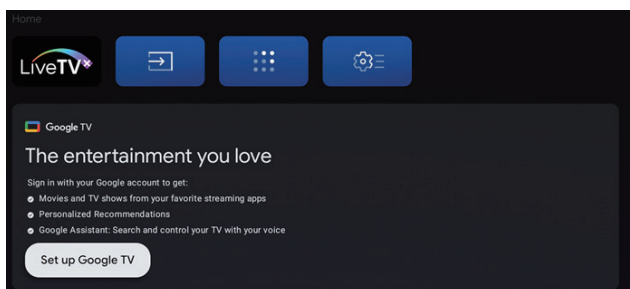 Home
LiveTV×
Google TV
The entertainment you love
Sign in with your Google account to get:
Movies and TV shows from your favorite streaming apps
Personalized Recommendations
Google Assistant: Search and control your TV with your voice
Set up Google TV